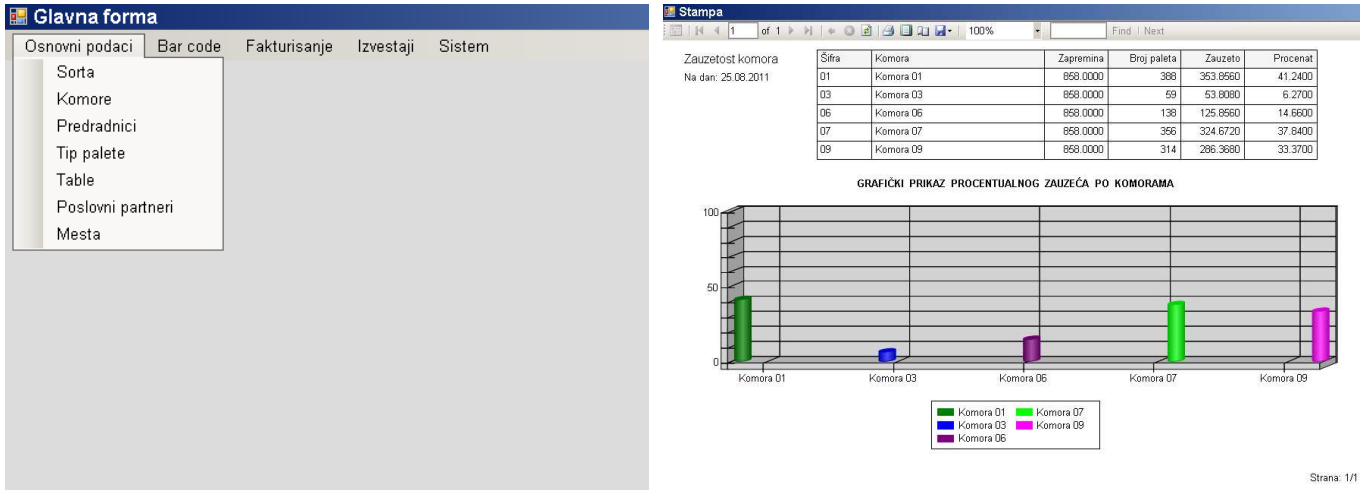 Glavna forma
Osnovni podaci Bar code Fakturisanje Izvestaji Sistem
Sorta
Komore
Predradnici
Tip palete
Table
Poslovni partneri
Mesta
Stampa
1 of 1 100% Find | Next
Zauzetost komora
Na dan: 25.08.2011
Šifra Komora Zapremina Broj paleta Zauzeto Procenat
01 Komora 01 858.0000 388 353.8560 41.2400
03 Komora 03 858.0000 59 53.8080 6.2700
06 Komora 06 858.0000 138 125.8560 14.6600
07 Komora 07 858.0000 356 324.6720 37.8400
09 Komora 09 858.0000 314 286.3680 33.3700
GRAFIČKI PRIKAZ PROCENTUALNOG ZAUZEĆA PO KOMORAMA
100
50
0
Komora 01 Komora 03 Komora 06 Komora 07 Komora 09
Komora 01 Komora 07
Komora 03 Komora 09
Komora 06
Strana: 1/1